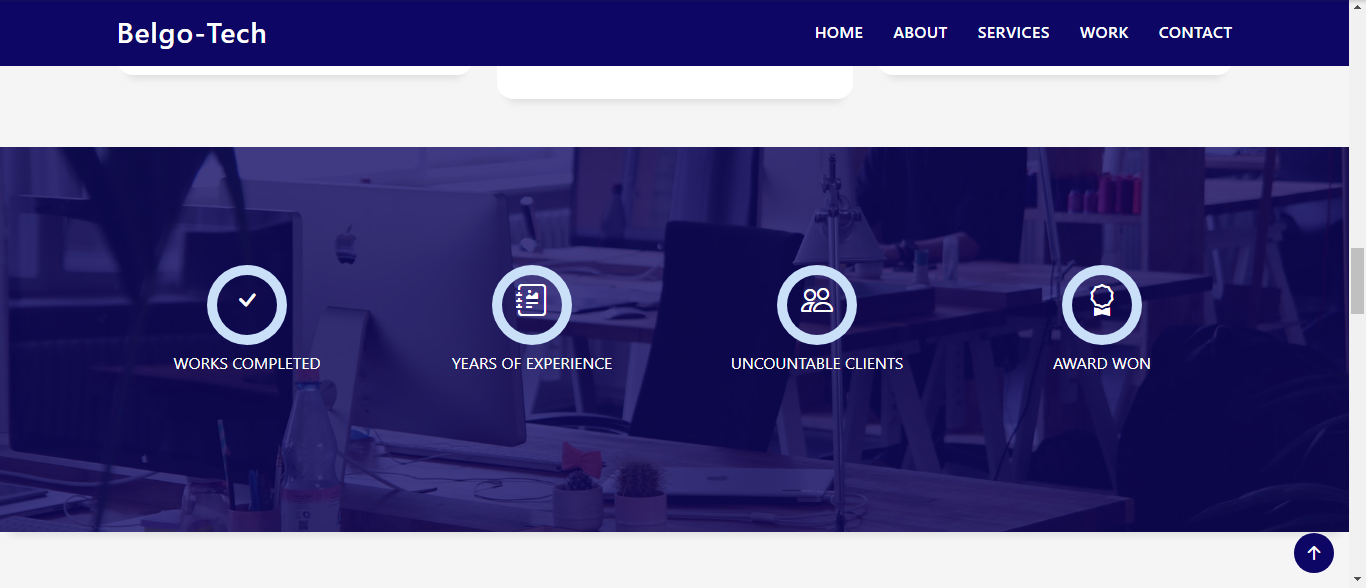 Belgo-Tech
HOME ABOUT SERVICES WORK CONTACT
WORKS COMPLETED
YEARS OF EXPERIENCE
UNCOUNTABLE CLIENTS
AWARD WON